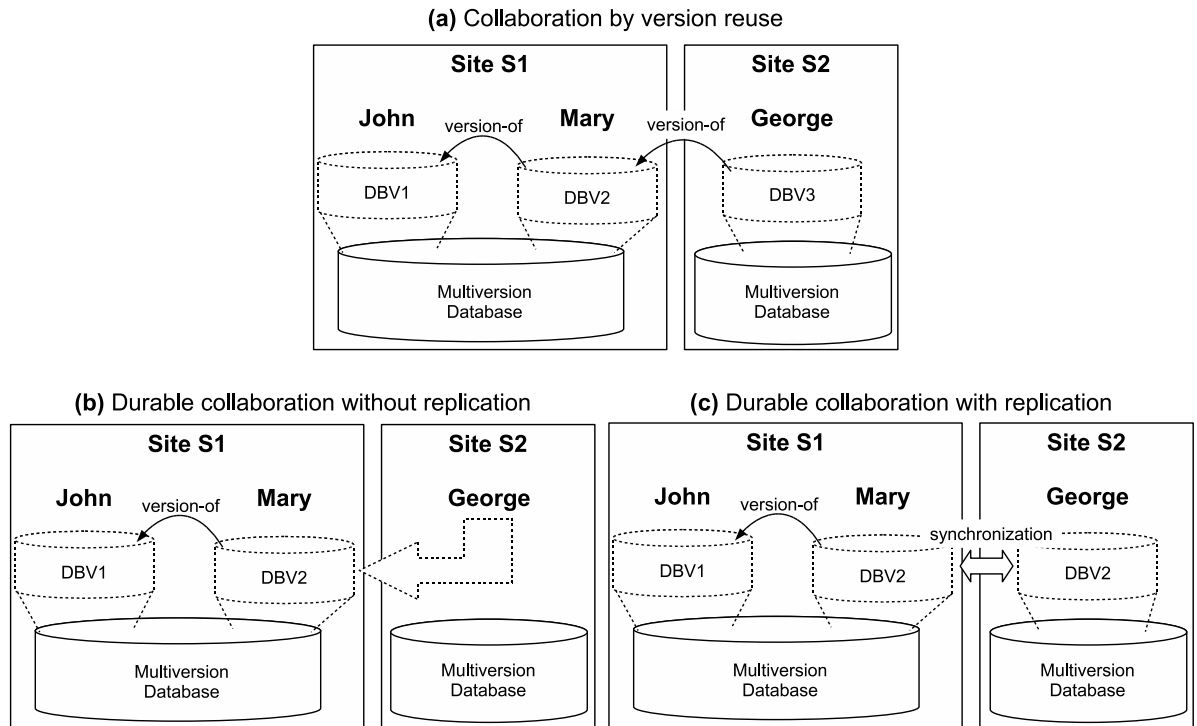 (a) Collaboration by version reuse
Site S1
Site S2
John
version-of
Mary
version-of
George
DBV1
DBV2
DBV3
Multiversion
Database
Multiversion
Database
(b) Durable collaboration without replication
Site S1
Site S2
John
version-of
Mary
George
DBV1
DBV2
Multiversion
Database
Multiversion
Database
(c) Durable collaboration with replication
Site S1
Site S2
John
version-of
Mary
George
synchronization
DBV1
DBV2
DBV2
Multiversion
Database
Multiversion
Database